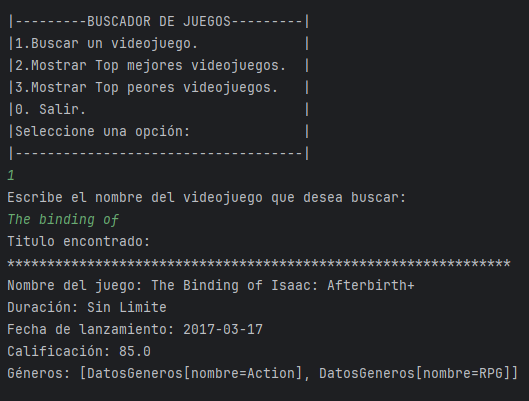 |---------BUSCADOR DE JUEGOS---------|
|1.Buscar un videojuego.             |
|2.Mostrar Top mejores videojuegos.  |
|3.Mostrar Top peores videojuegos.   |
|0. Salir.                           |
|Seleccione una opción:              |
|------------------------------------|
1
Escribe el nombre del videojuego que desea buscar:
The binding of
Titulo encontrado:
***************************************************************
Nombre del juego: The Binding of Isaac: Afterbirth+
Duración: Sin Limite
Fecha de lanzamiento: 2017-03-17
Calificación: 85.0
Géneros: [DatosGeneros[nombre=Action], DatosGeneros[nombre=RPG]]